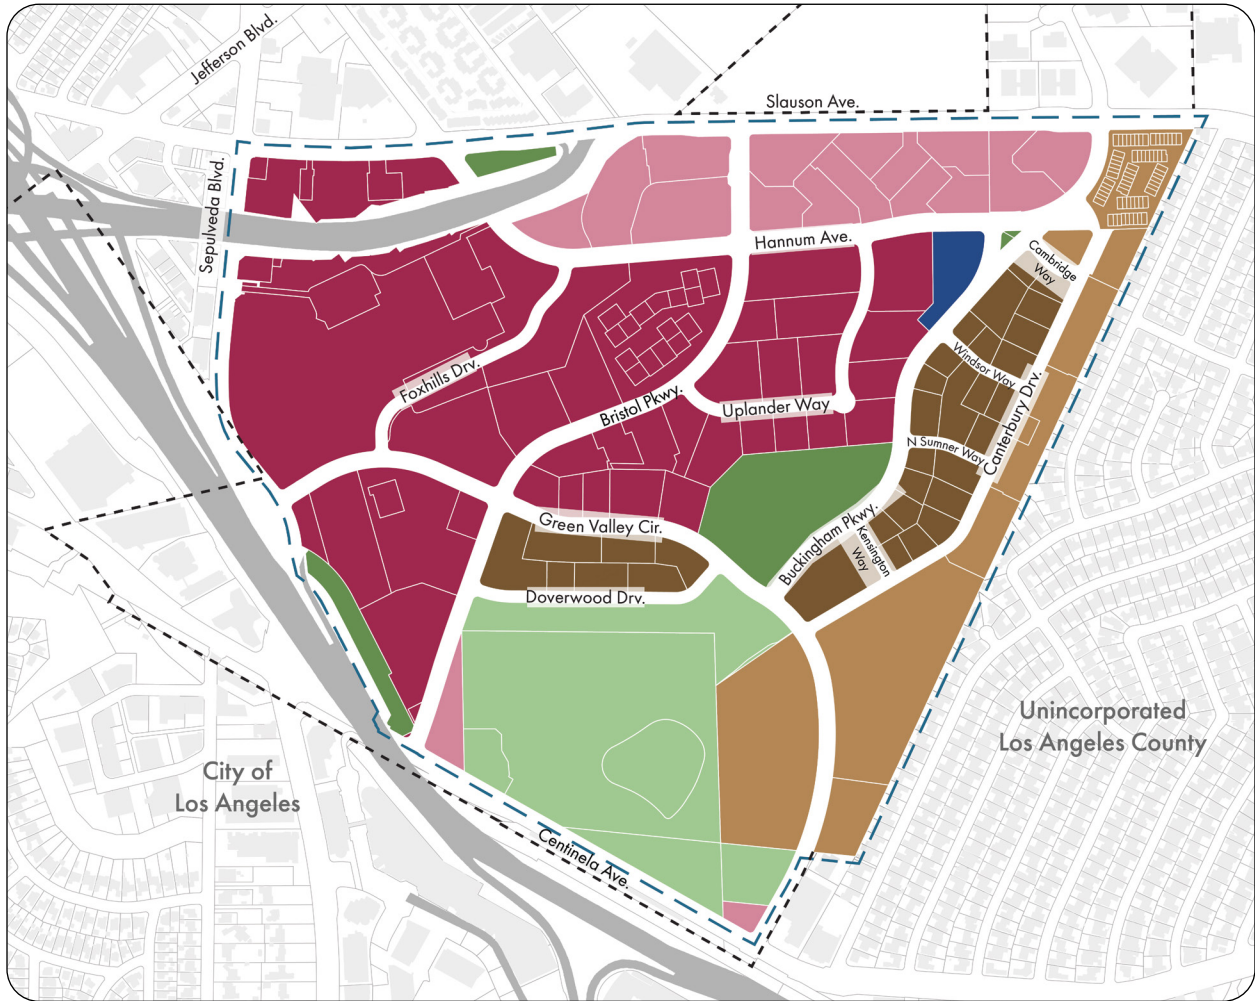 Jefferson Blvd.
Slauson Ave.
Sepulveda Blvd.
Hannum Ave.
Cambridge
Way
Foxhills Drv.
Windsor Way
Bristol Pkwy.
Uplander Way
Canterbury Drv.
N Sumner Way
Green Valley Cir.
Buckingham Pkwy.
Kensington
Way
Doverwood Drv.
Unincorporated
Los Angeles County
City of
Los Angeles
Centinela Ave.